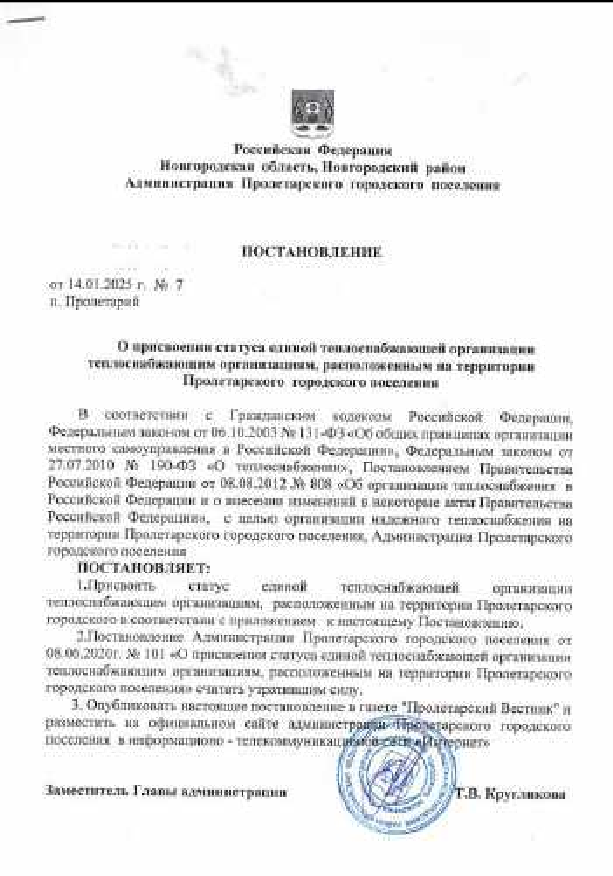 Российская Федерация
Новгородская область, Новгородский район
Администрация Пролетарского городского поселения
ПОСТАНОВЛЕНИЕ
от 14.01.2025 г. № 7
п. Пролетарий
О присвоении статуса единой теплоснабжающей организации
теплоснабжающим организациям, расположенным на территории
Пролетарского городского поселения
В соответствии с Гражданским кодексом Российской Федерации,
Федеральным законом от 06.10.2003 № 131-ФЗ «Об общих принципах организации
местного самоуправления в Российской Федерации», Федеральным законом от
27.07.2010 № 190-ФЗ «О теплоснабжении», Постановлением Правительства
Российской Федерации от 08.08.2012 № 808 «Об организации теплоснабжения в
Российской Федерации и о внесении изменений в некоторые акты Правительства
Российской Федерации», с целью организации надежного теплоснабжения на
территории Пролетарского городского поселения, Администрация Пролетарского
городского поселения
ПОСТАНОВЛЯЕТ:
1.Присвоить статус единой теплоснабжающей организации
теплоснабжающим организациям, расположенным на территории Пролетарского
городского в соответствии с приложением к настоящему Постановлению.
2.Постановление Администрации Пролетарского городского поселения от
08.06.2020г. № 101 «О присвоении статуса единой теплоснабжающей организации
теплоснабжающим организациям, расположенным на территории Пролетарского
городского поселения» считать утратившим силу.
3. Опубликовать настоящее постановление в газете "Пролетарский Вестник" и
разместить на официальном сайте администрации Пролетарского городского
поселения в информационно - телекоммуникационной сети «Интернет»
Заместитель Главы администрации Т.В. Кругликова